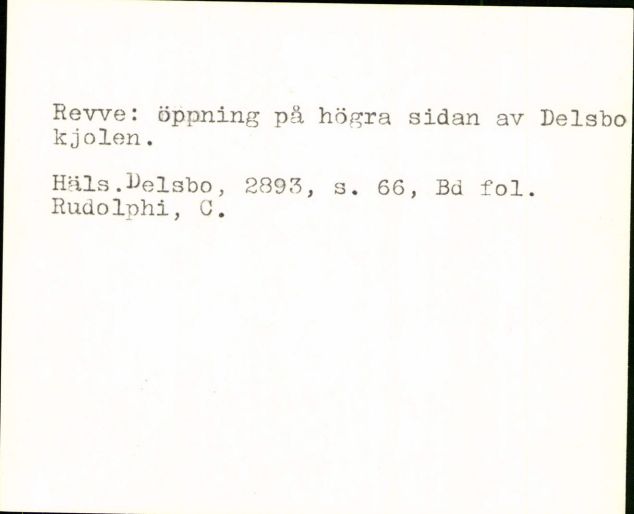 Revve: öppning på högra sidan av Delsbo
kjolen.
Häls.Delsbo, 2893, s. 66, Bd fol.
Rudolphi, C.